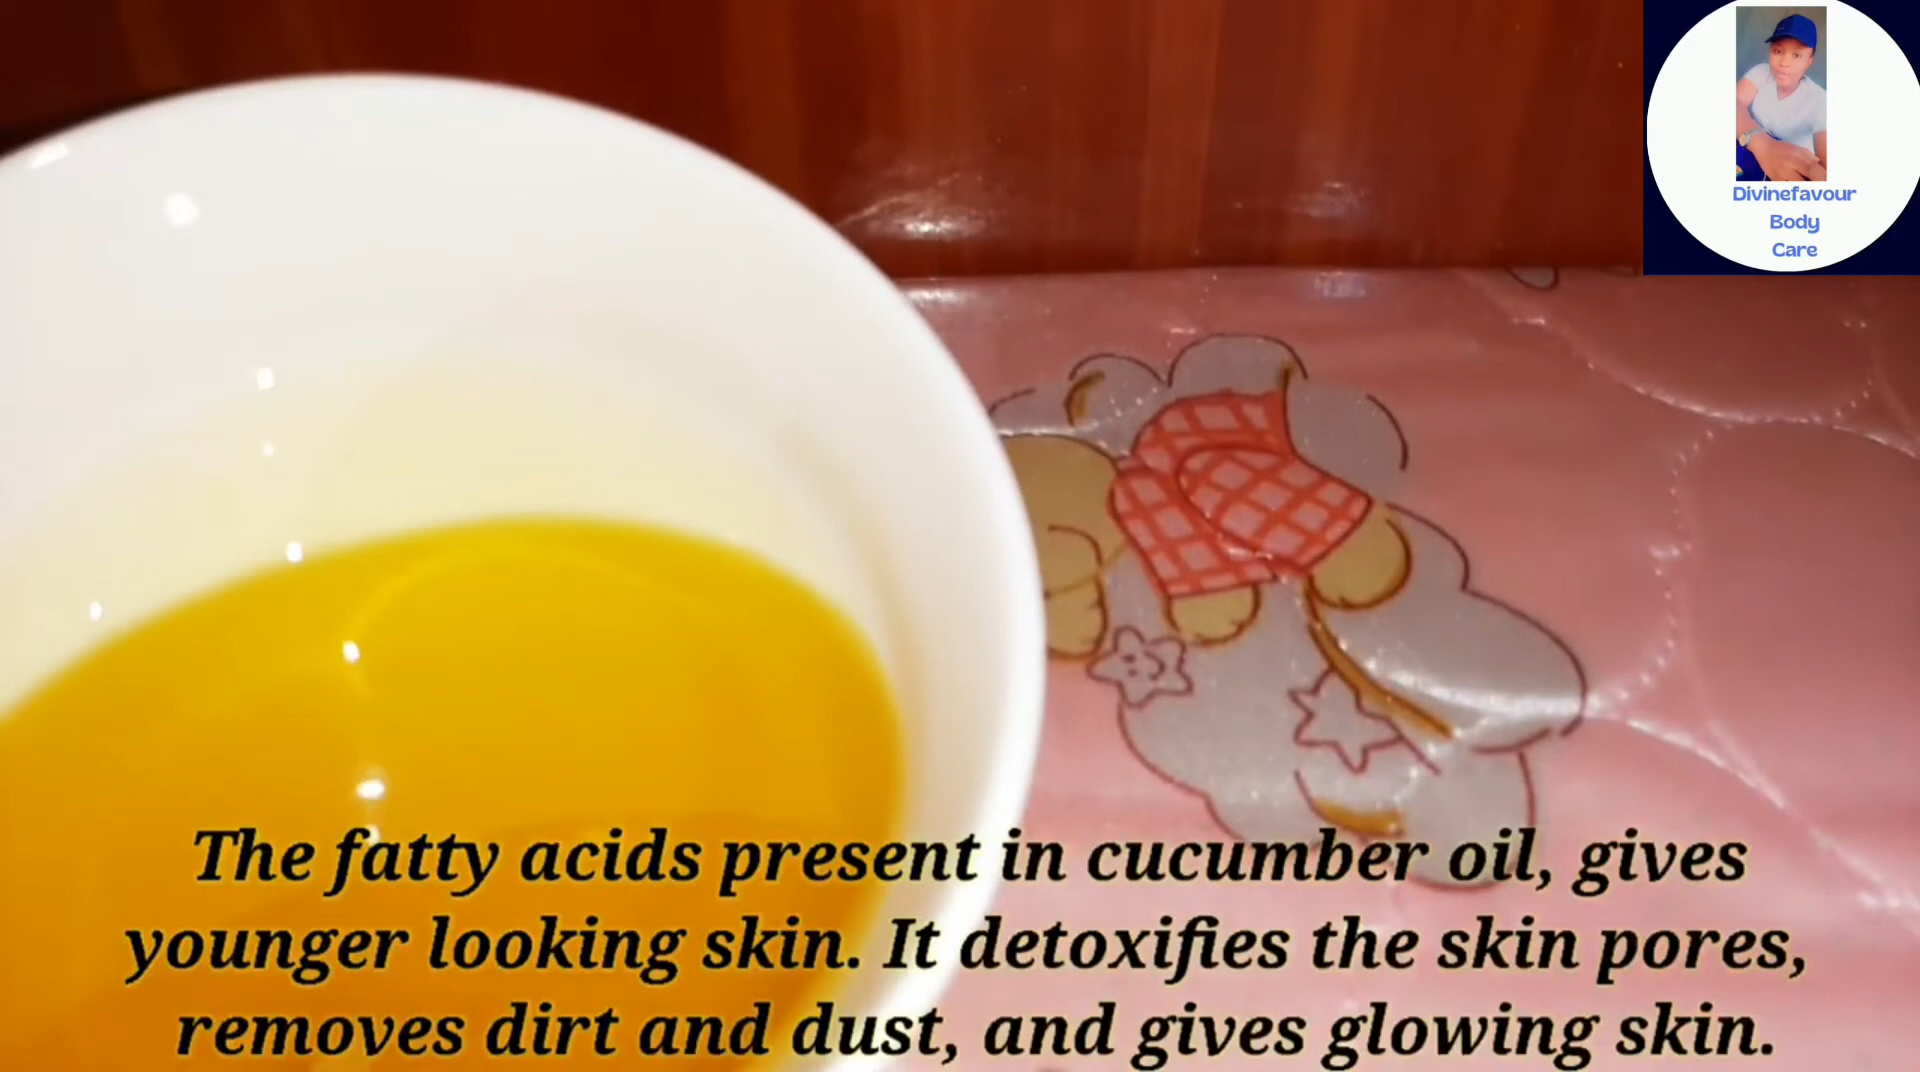 Divinefavour
Body
Care
The fatty acids present in cucumber oil, gives
younger looking skin. It detoxifies the skin pores,
removes dirt and dust, and gives glowing skin.